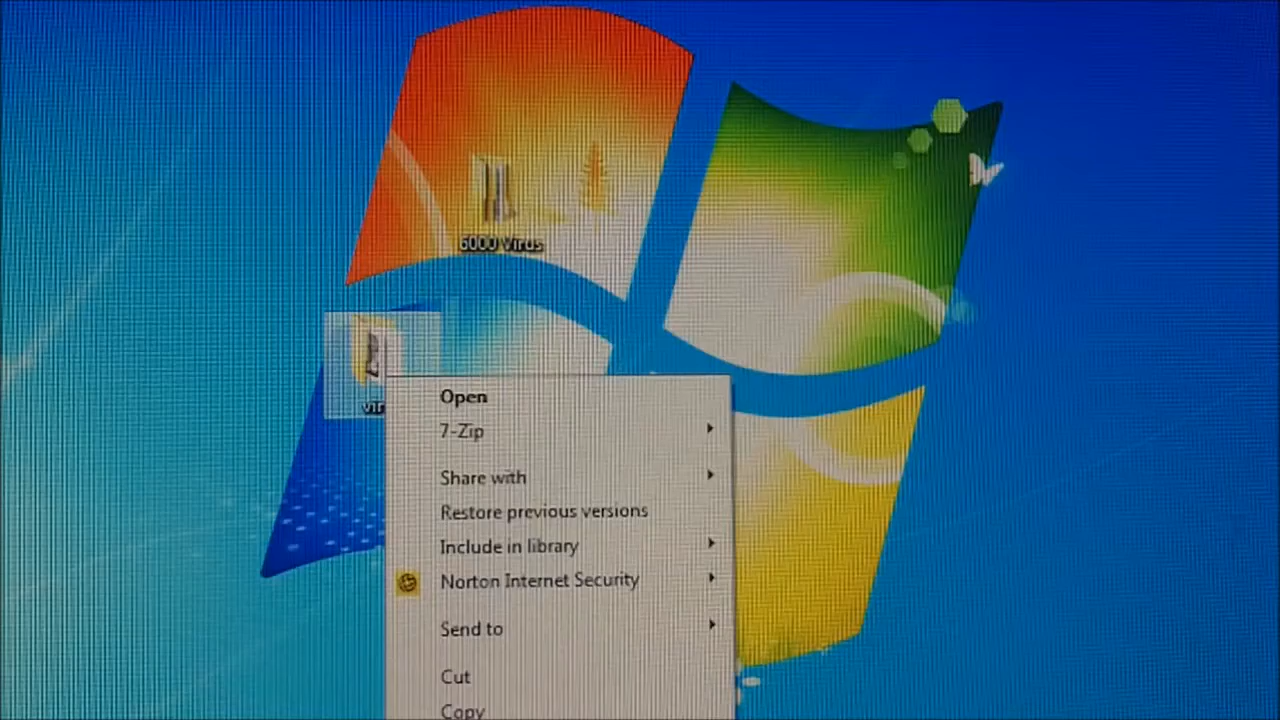 6000 Virus
vir
Open
7-Zip
Share with
Restore previous versions
Include in library
Norton Internet Security
Send to
Cut
Copy